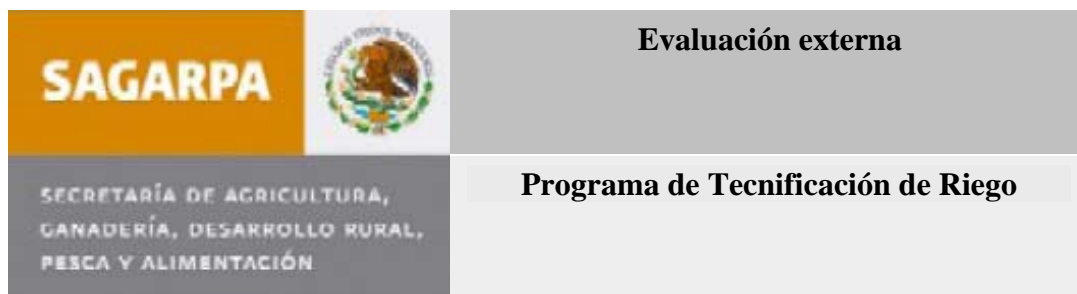 SAGARPA
Evaluación externa
SECRETARÍA DE AGRICULTURA,
GANADERÍA, DESARROLLO RURAL,
PESCA Y ALIMENTACIÓN
Programa de Tecnificación de Riego